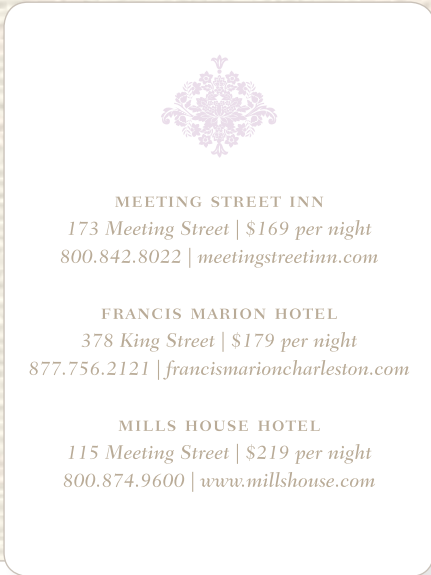 MEETING STREET INN
173 Meeting Street | $169 per night
800.842.8022 | meetingstreetinn.com
FRANCIS MARION HOTEL
378 King Street | $179 per night
877.756.2121 | francismarioncharleston.com
MILLS HOUSE HOTEL
115 Meeting Street | $219 per night
800.874.9600 | www.millshouse.com